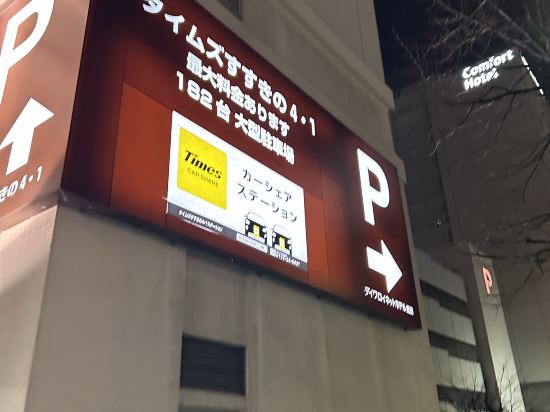 P
きの4・1
タイムズすすきの4・1
最大料金あります
182台 大型駐車場
Times
CAR SHARE
カーシェア
ステーション
P
Comfort
Hotel
P